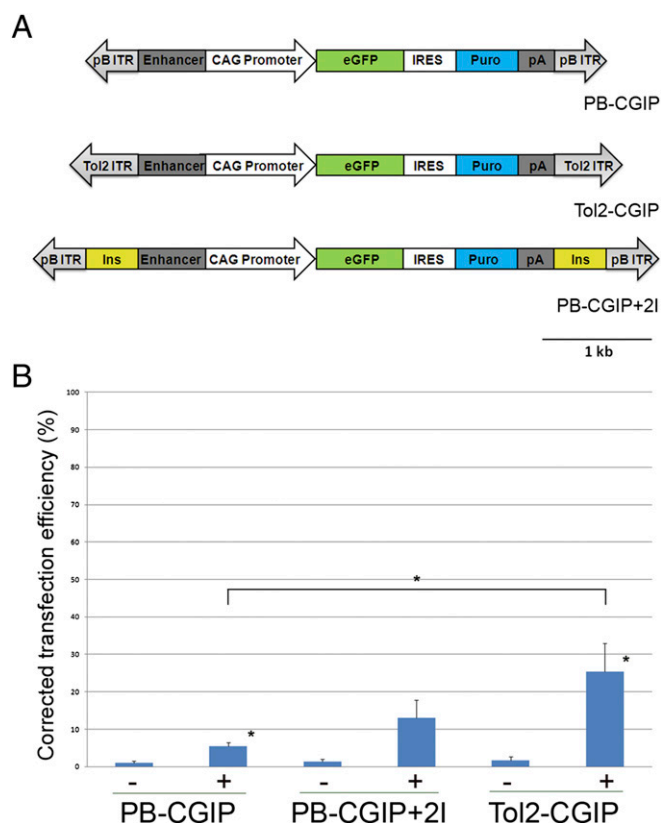 A
pB ITR Enhancer CAG Promoter eGFP IRES Puro pA pB ITR
PB-CGIP
Tol2 ITR Enhancer CAG Promoter eGFP IRES Puro pA Tol2 ITR
Tol2-CGIP
pB ITR Ins Enhancer CAG Promoter eGFP IRES Puro pA Ins pB ITR
PB-CGIP+2I
1 kb
B
Corrected transfection efficiency (%)
100
90
80
70
60
50
40
30
20
10
0
*
*
*
- + - + - +
PB-CGIP PB-CGIP+2I Tol2-CGIP